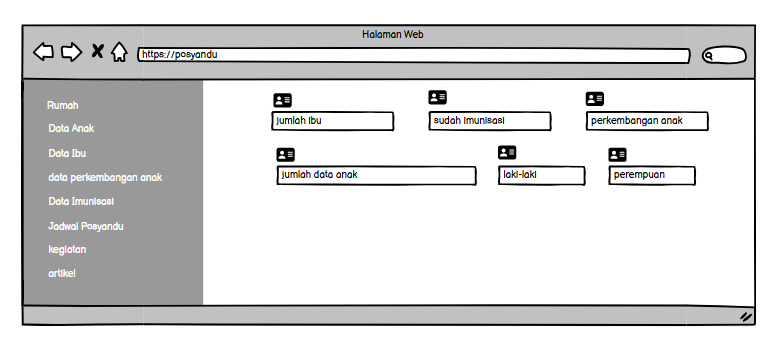 Halaman Web
https://posyandu
Rumah
Data Anak
Data Ibu
data perkembangan anak
Data Imunisasi
Jadwal Posyandu
kegiatan
artikel
jumlah Ibu
sudah Imunisasi
perkembangan anak
jumlah data anak
laki-laki
perempuan